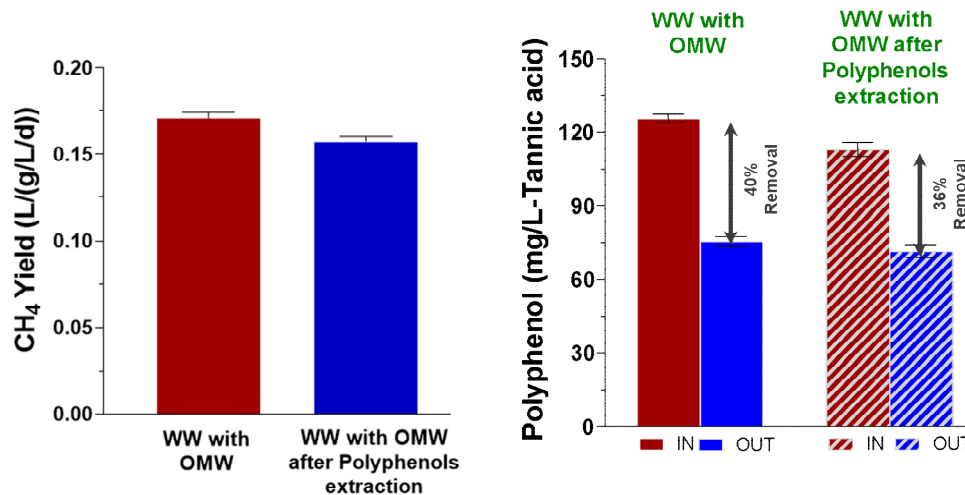 CH₄ Yield (L/(g/L/d))
0.20
0.15
0.10
0.05
0.00
WW with
OMW
WW with OMW
after Polyphenols
extraction
WW with
OMW
WW with
OMW after
Polyphenols
extraction
Polyphenol (mg/L-Tannic acid)
150
120
90
60
30
0
40%
Removal
36%
Removal
IN OUT
IN OUT